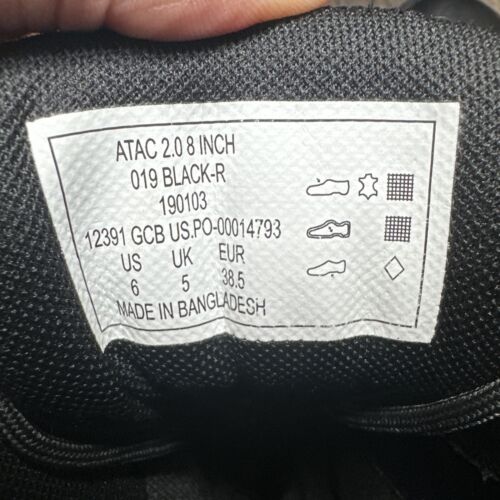 ATAC 2.0 8 INCH
019 BLACK-R
190103
12391 GCB US.PO-00014793
US UK EUR
6 5 38.5
MADE IN BANGLADESH